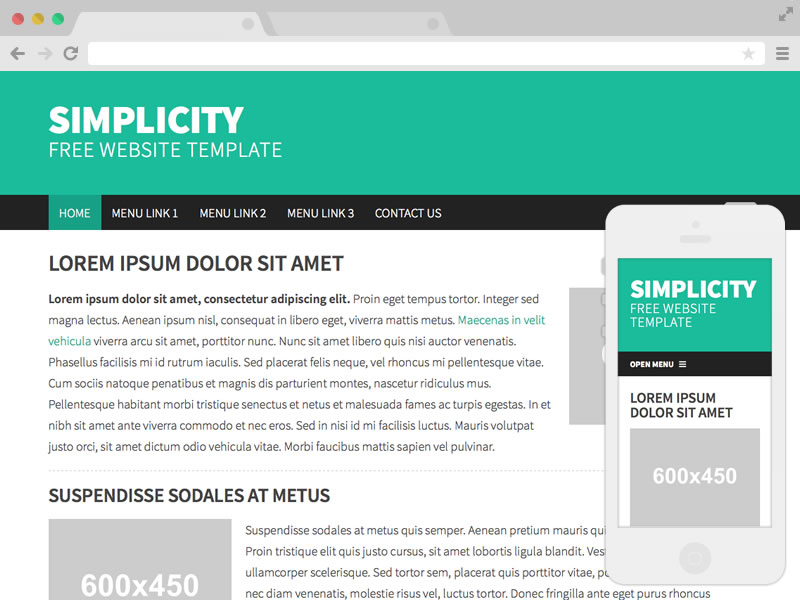 SIMPLICITY
FREE WEBSITE TEMPLATE
HOME MENU LINK 1 MENU LINK 2 MENU LINK 3 CONTACT US
LOREM IPSUM DOLOR SIT AMET
Lorem ipsum dolor sit amet, consectetur adipiscing elit. Proin eget tempus tortor. Integer sed
magna lectus. Aenean ipsum nisl, consequat in libero eget, viverra mattis metus. Maecenas in velit
vehicula viverra arcu sit amet, porttitor nunc. Nunc sit amet libero quis nisi auctor venenatis.
Phasellus facilisis mi id rutrum iaculis. Sed placerat felis neque, vel rhoncus mi pellentesque vitae.
Cum sociis natoque penatibus et magnis dis parturient montes, nascetur ridiculus mus.
Pellentesque habitant morbi tristique senectus et netus et malesuada fames ac turpis egestas. In et
nibh sit amet ante viverra commodo et nec eros. Sed in nisi id mi facilisis luctus. Mauris volutpat
justo orci, sit amet dictum odio vehicula vitae. Morbi faucibus mattis sapien vel pulvinar.
SUSPENDISSE SODALES AT METUS
600x450
Suspendisse sodales at metus quis semper. Aenean pretium mauris
Proin tristique elit quis justo cursus, sit amet lobortis ligula blandit.
ullamcorper scelerisque. Sed tortor sem, placerat quis porttitor vitae,
nec diam venenatis, molestie risus vel, luctus tortor. Donec fringilla ante eget purus rhoncus
SIMPLICITY
FREE WEBSITE
TEMPLATE
OPEN MENU
LOREM IPSUM
DOLOR SIT AMET
600x450